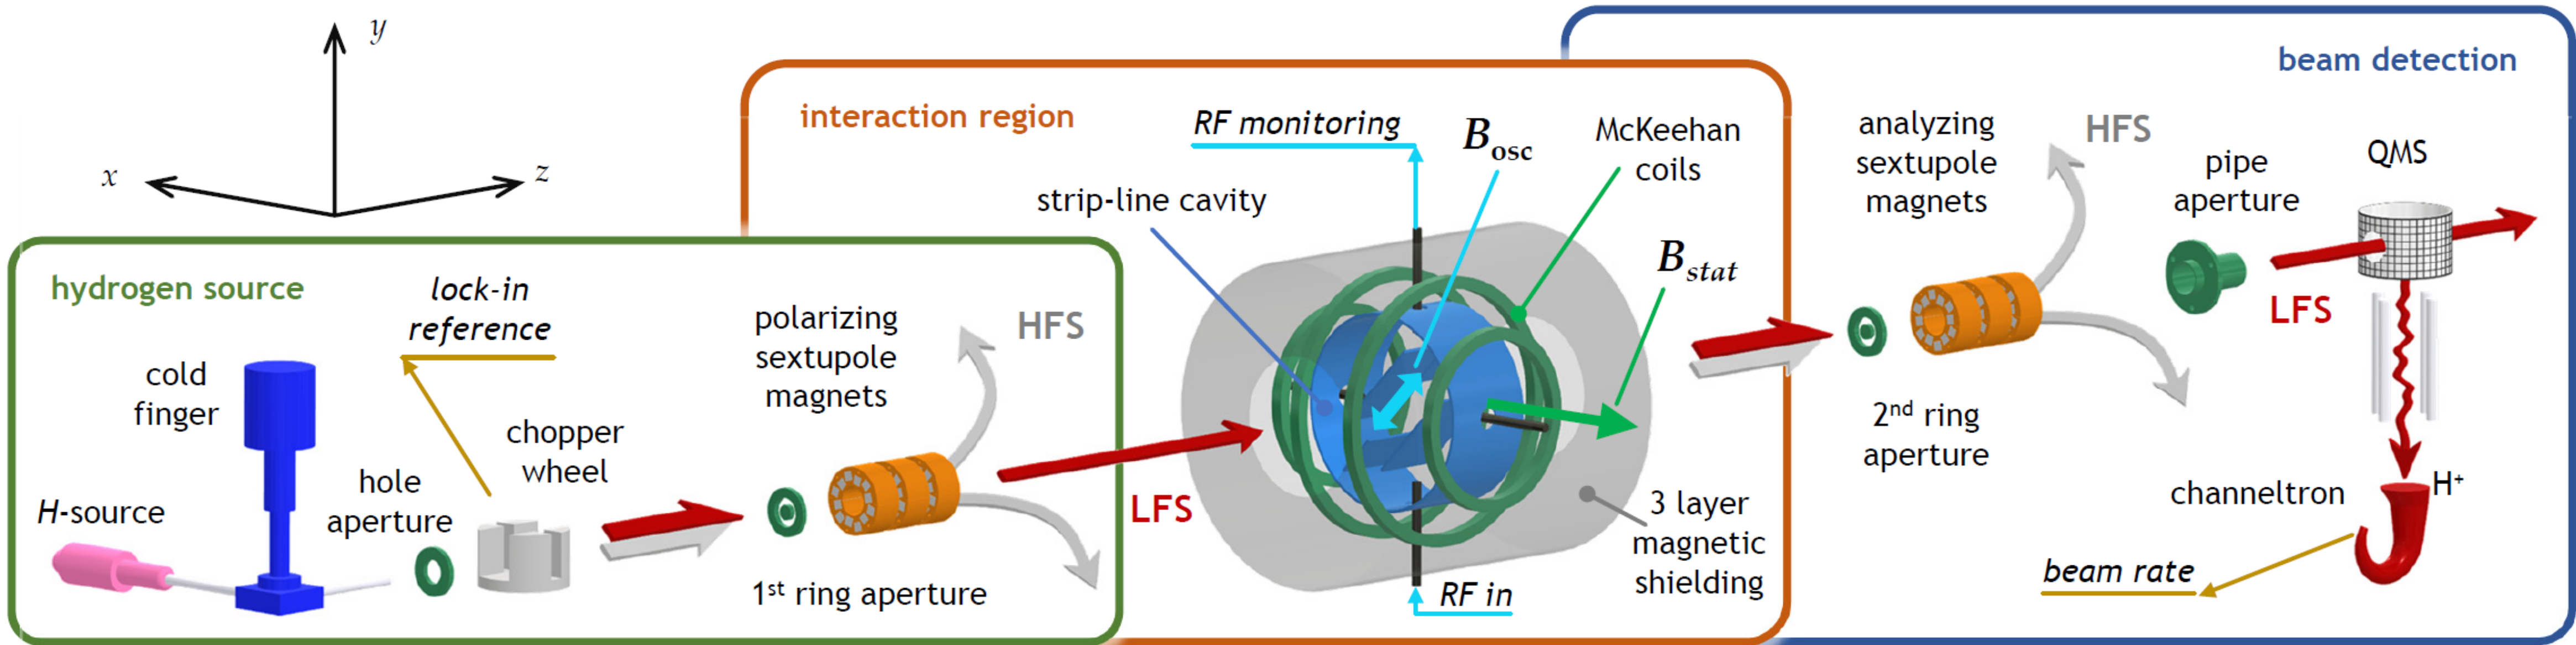 y
x
z
hydrogen source
lock-in
reference
cold
finger
H-source
hole
aperture
chopper
wheel
polarizing
sextupole
magnets
HFS
1st ring aperture
LFS
interaction region
RF monitoring
Bosc
McKeehan
coils
strip-line cavity
Bstat
3 layer
magnetic
shielding
RF in
beam detection
analyzing
sextupole
magnets
HFS
2nd ring
aperture
pipe
aperture
QMS
LFS
H+
channeltron
beam rate